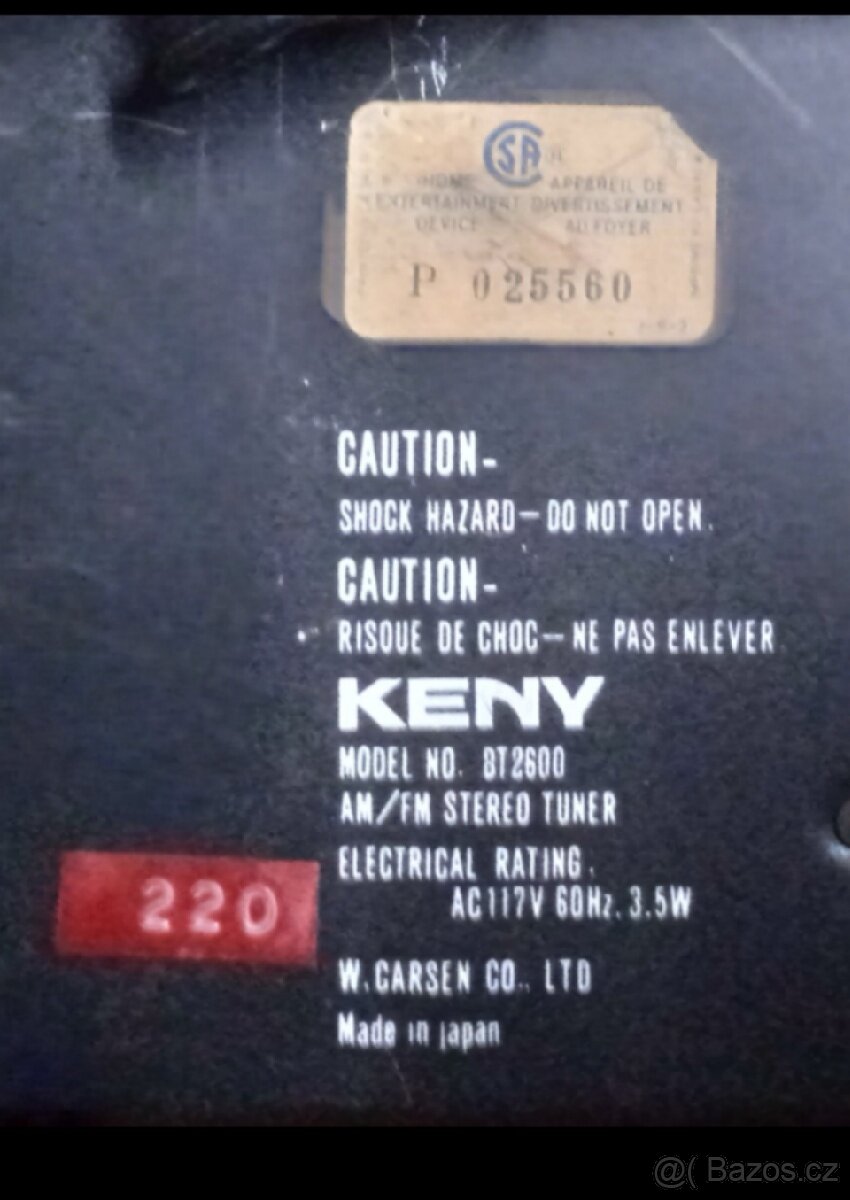 CSA
HOME APPAREIL DE
ENTERTAINMENT DIVERTISSEMENT
DEVICE AU FOYER
P 025560
CAUTION-
SHOCK HAZARD-DO NOT OPEN.
CAUTION-
RISQUE DE CHOC-NE PAS ENLEVER
KENY
MODEL NO. BT2600
AM/FM STEREO TUNER
ELECTRICAL RATING.
AC117V 60Hz. 3.5W
220
W.CARSEN CO., LTD
Made in japan
@( Bazos.cz